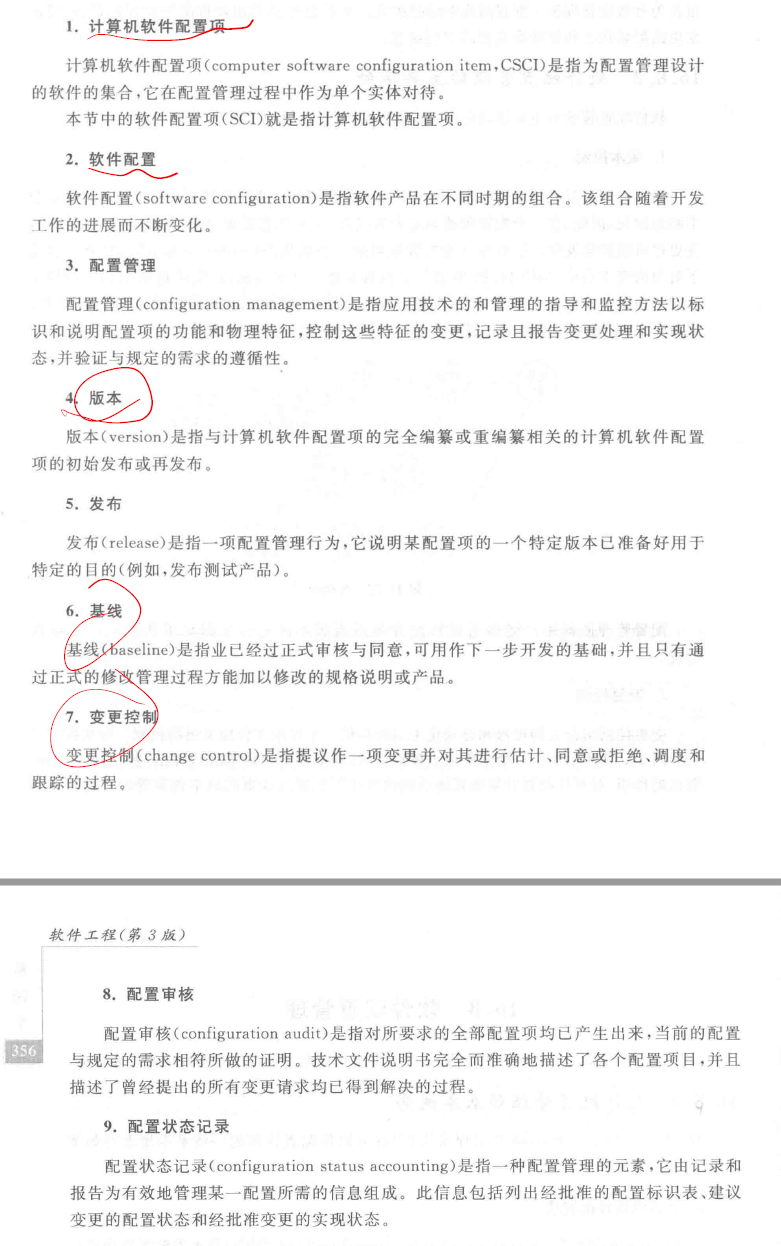 1. 计算机软件配置项
计算机软件配置项(computer software configuration item,CSCI)是指为配置管理设计
的软件的集合,它在配置管理过程中作为单个实体对待。
本节中的软件配置项(SCI)就是指计算机软件配置项。
2. 软件配置
软件配置(software configuration)是指软件产品在不同时期的组合。该组合随着开发
工作的进展而不断变化。
3. 配置管理
配置管理(configuration management)是指应用技术的和管理的指导和监控方法以标
识和说明配置项的功能和物理特征,控制这些特征的变更,记录且报告变更处理和实现状
态,并验证与规定的需求的遵循性。
4. 版本
版本(version)是指与计算机软件配置项的完全编纂或重编纂相关的计算机软件配置
项的初始发布或再发布。
5. 发布
发布(release)是指一项配置管理行为,它说明某配置项的一个特定版本已准备好用于
特定的目的(例如,发布测试产品)。
6. 基线
基线(baseline)是指业已经过正式审核与同意,可用作下一步开发的基础,并且只有通
过正式的修改管理过程方能加以修改的规格说明或产品。
7. 变更控制
变更控制(change control)是指提议作一项变更并对其进行估计、同意或拒绝、调度和
跟踪的过程。
软件工程(第3版)
8. 配置审核
配置审核(configuration audit)是指对所要求的全部配置项均已产生出来,当前的配置
356
与规定的需求相符所做的证明。技术文件说明书完全而准确地描述了各个配置项目,并且
描述了曾经提出的所有变更请求均已得到解决的过程。
9. 配置状态记录
配置状态记录(configuration status accounting)是指一种配置管理的元素,它由记录和
报告为有效地管理某一配置所需的信息组成。此信息包括列出经批准的配置标识表、建议
变更的配置状态和经批准变更的实现状态。